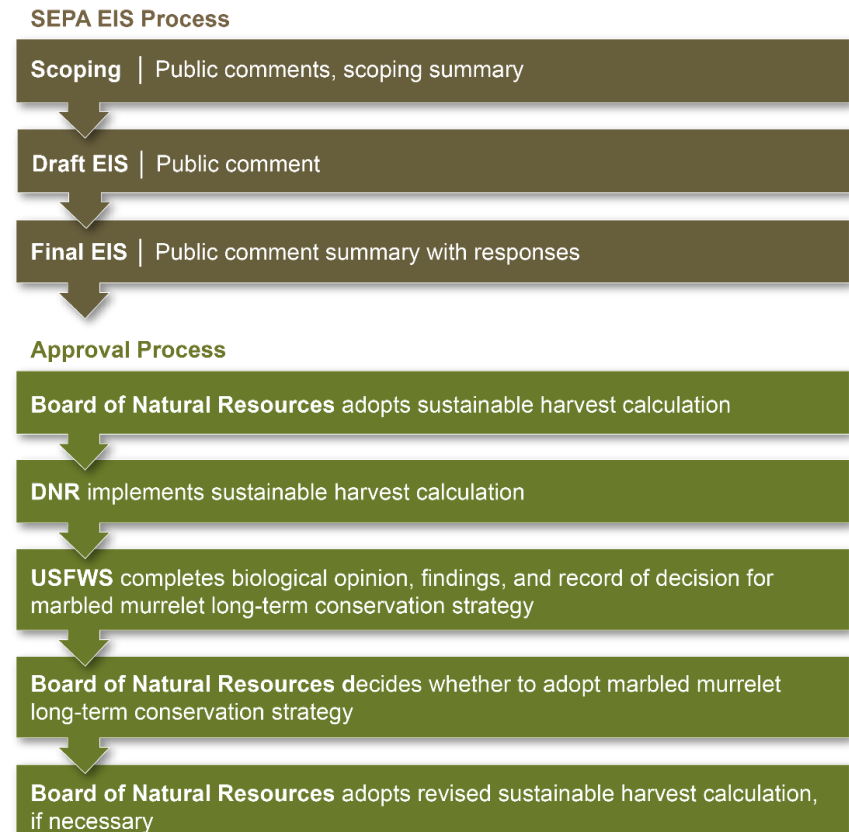 SEPA EIS Process
Scoping | Public comments, scoping summary
Draft EIS | Public comment
Final EIS | Public comment summary with responses
Approval Process
Board of Natural Resources adopts sustainable harvest calculation
DNR implements sustainable harvest calculation
USFWS completes biological opinion, findings, and record of decision for
marbled murrelet long-term conservation strategy
Board of Natural Resources decides whether to adopt marbled murrelet
long-term conservation strategy
Board of Natural Resources adopts revised sustainable harvest calculation,
if necessary